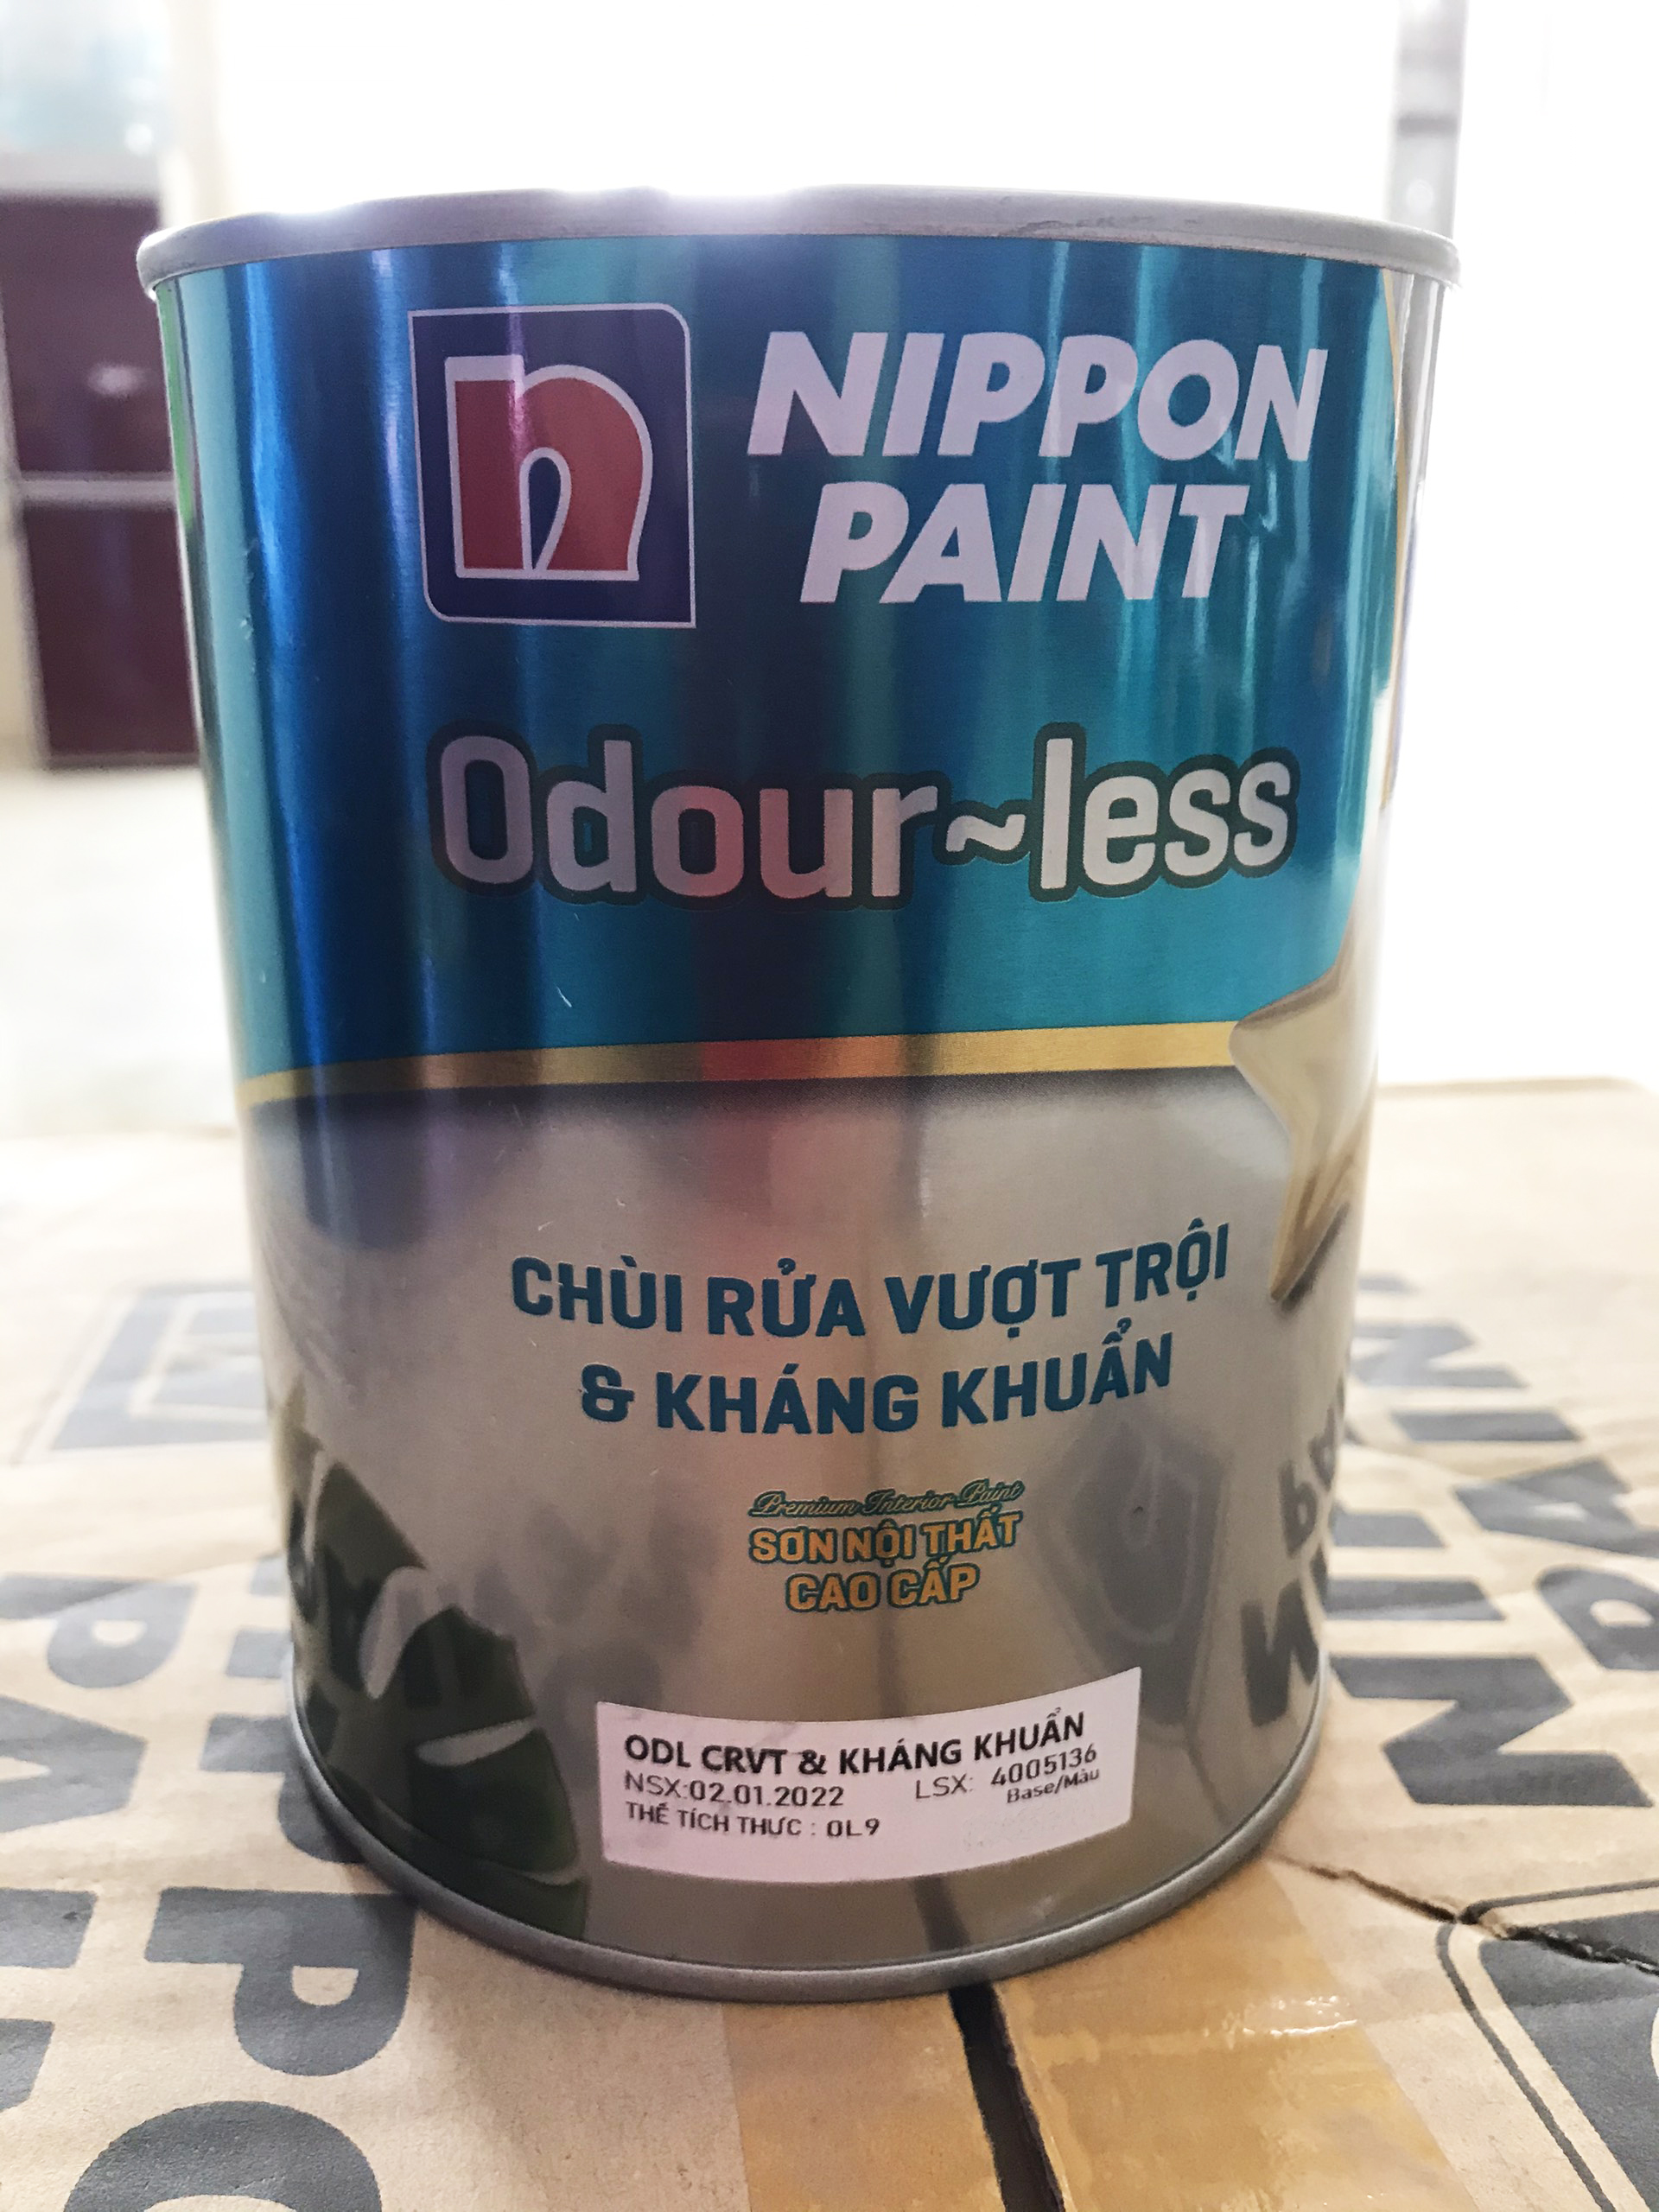 NIPPON
PAINT
Odour~less
CHÙI RỬA VƯỢT TRỘI
& KHÁNG KHUẨN
Premium Interior Paint
SƠN NỘI THẤT
CAO CẤP
ODL CRVT & KHÁNG KHUẨN
NSX:02.01.2022 LSX: 4005136
Base/Màu
THỂ TÍCH THỰC : 0L9